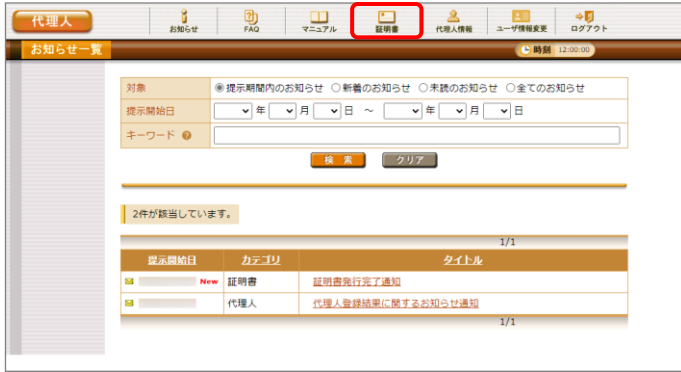 代理人
お知らせ
FAQ
マニュアル
証明書
代理人情報
ユーザ情報変更
ログアウト
お知らせ一覧
時刻 12:00:00
対象 提示期間内のお知らせ 新着のお知らせ 未読のお知らせ 全てのお知らせ
提示開始日 年 月 日 ～ 年 月 日
キーワード ?
検 索 クリア
2件が該当しています。
1/1
提示開始日 カテゴリ タイトル
New 証明書 証明書発行完了通知
代理人 代理人登録結果に関するお知らせ通知
1/1